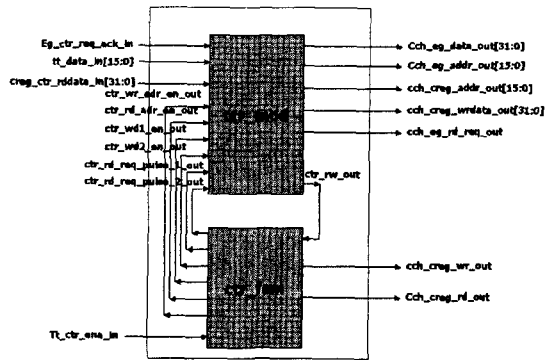 Eg_ctr_req_ack_in
tt_data_in[15:0]
creg_ctr_rddata_in[31:0]
ctr_wr_adr_en_out
ctr_rd_adr_en_out
ctr_wd1_en_out
ctr_wd2_en_out
ctr_rd_req_pulse_1_out
ctr_rd_req_pulse_2_out
Cch_eg_data_out[31:0]
Cch_eg_addr_out[15:0]
cch_creg_addr_out[15:0]
cch_creg_wrdata_out[31:0]
cch_eg_rd_req_out
ctr_rw_out
cch_creg_wr_out
Cch_creg_rd_out
Tt_ctr_ena_in